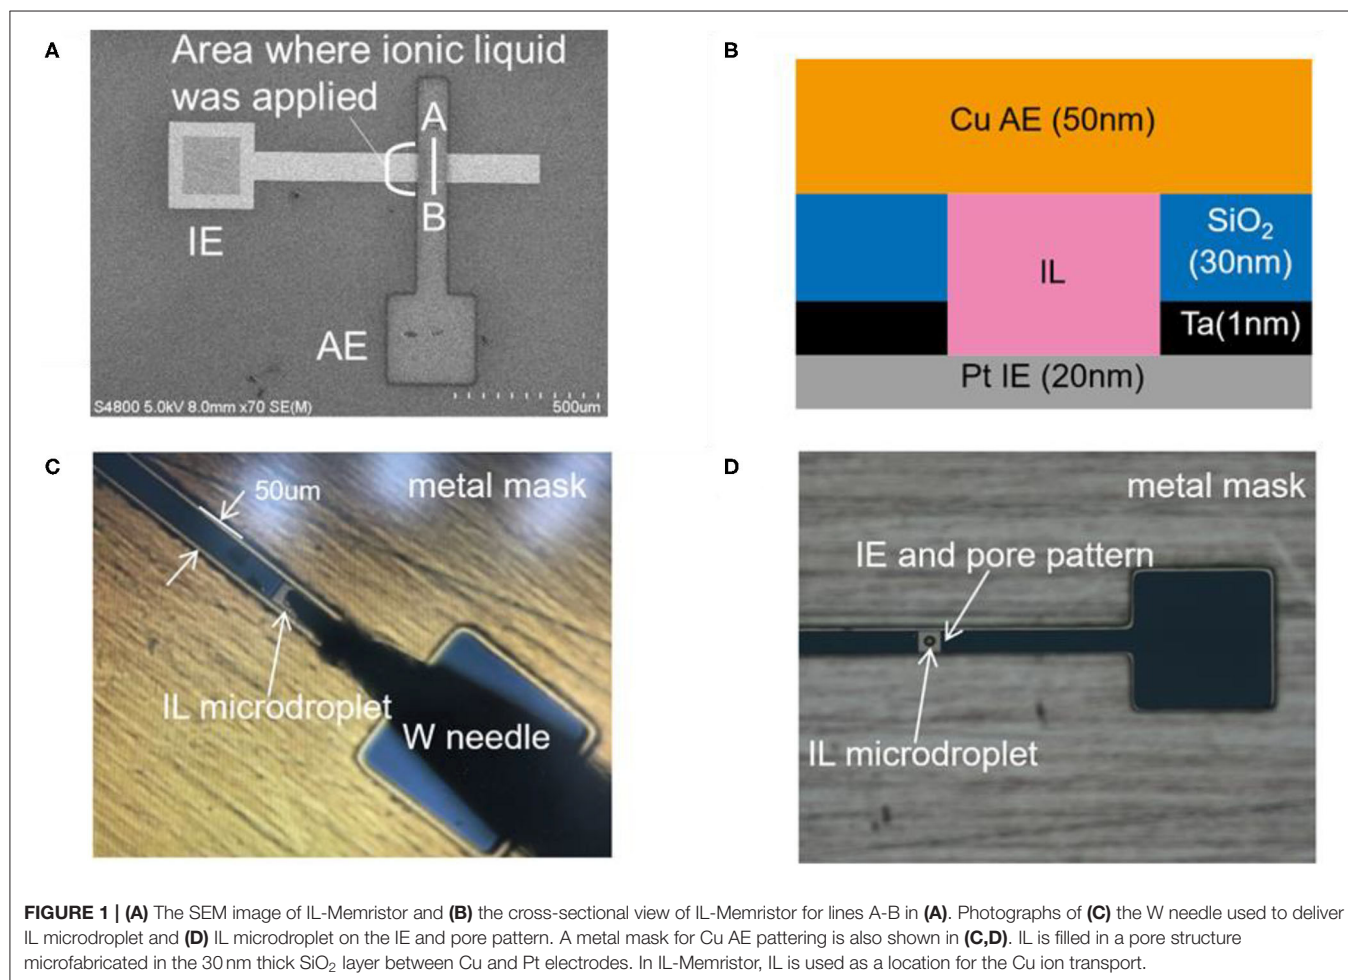 A
Area where ionic liquid
was applied
A
B
IE
AE
S4800 5.0kV 8.0mm x70 SE(M)
500um
B
Cu AE (50nm)
SiO₂
(30nm)
IL
Ta(1nm)
Pt IE (20nm)
C
50um
metal mask
IL microdroplet
W needle
D
metal mask
IE and pore pattern
IL microdroplet
FIGURE 1 | (A) The SEM image of IL-Memristor and (B) the cross-sectional view of IL-Memristor for lines A-B in (A). Photographs of (C) the W needle used to deliver
IL microdroplet and (D) IL microdroplet on the IE and pore pattern. A metal mask for Cu AE pattering is also shown in (C,D). IL is filled in a pore structure
microfabricated in the 30 nm thick SiO₂ layer between Cu and Pt electrodes. In IL-Memristor, IL is used as a location for the Cu ion transport.